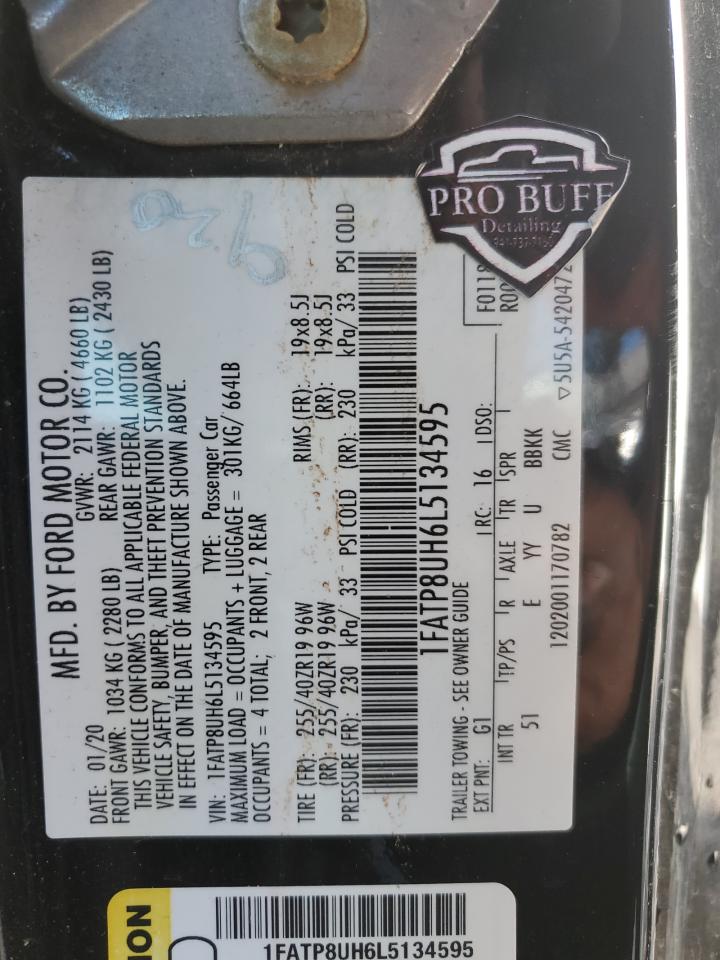 PRO BUFF
Detailing
MFD. BY FORD MOTOR CO.
DATE: 01/20 GVWR: 2114 KG ( 4660 LB)
FRONT GAWR: 1034 KG ( 2280 LB) REAR GAWR: 1102 KG ( 2430 LB)
THIS VEHICLE CONFORMS TO ALL APPLICABLE FEDERAL MOTOR
VEHICLE SAFETY, BUMPER, AND THEFT PREVENTION STANDARDS
IN EFFECT ON THE DATE OF MANUFACTURE SHOWN ABOVE.
VIN: 1FATP8UH6L5134595 TYPE: Passenger Car
MAXIMUM LOAD = OCCUPANTS + LUGGAGE = 301KG/ 664LB
OCCUPANTS = 4 TOTAL; 2 FRONT, 2 REAR
TIRE (FR): 255/40ZR19 96W RIMS (FR): 19x8.5J
(RR): 255/40ZR19 96W (RR): 19x8.5J
PRESSURE (FR): 230 kPa/ 33 PSI COLD (RR): 230 kPa/ 33 PSI COLD
1FATP8UH6L5134595
TRAILER TOWING - SEE OWNER GUIDE
EXT PNT: G1 RC: 16 DSO:
INT TR TP/PS R AXLE TR SPR
51 E YY U BBKK
1202001170782 CMC ▽5U5A-5420472
1FATP8UH6L5134595